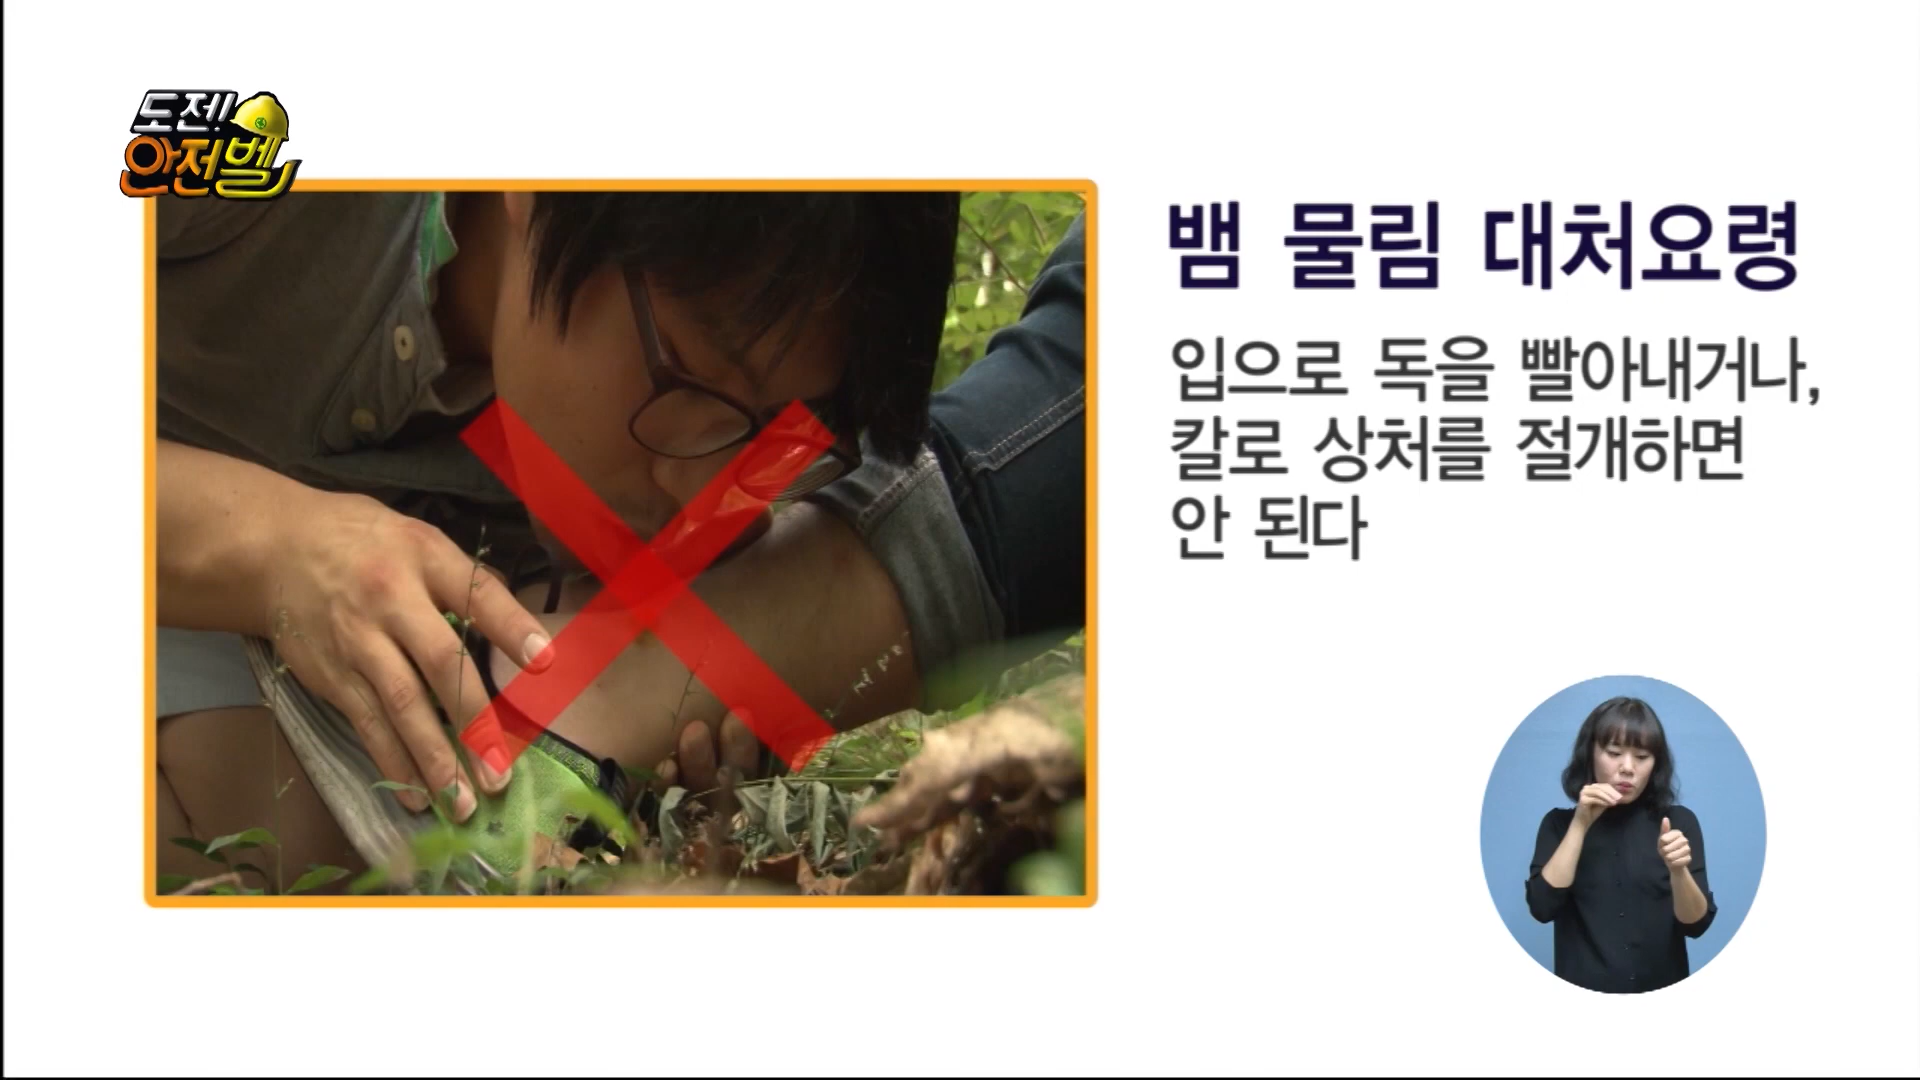 도전!
안전벨
뱀 물림 대처요령
입으로 독을 빨아내거나,
칼로 상처를 절개하면
안 된다